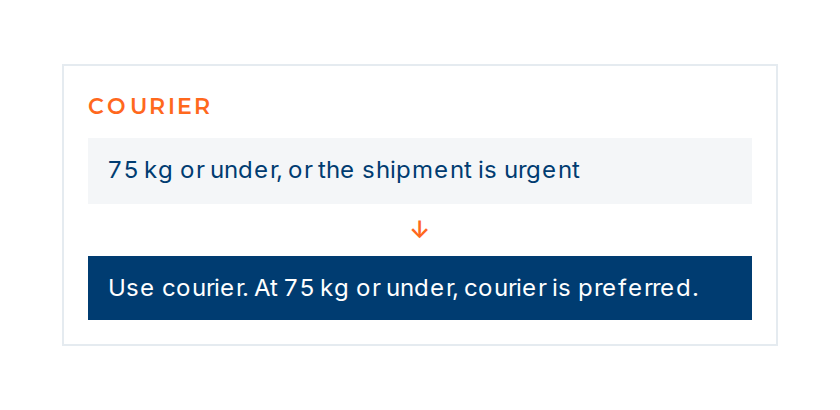 COURIER
75 kg or under, or the shipment is urgent
Use courier. At 75 kg or under, courier is preferred.